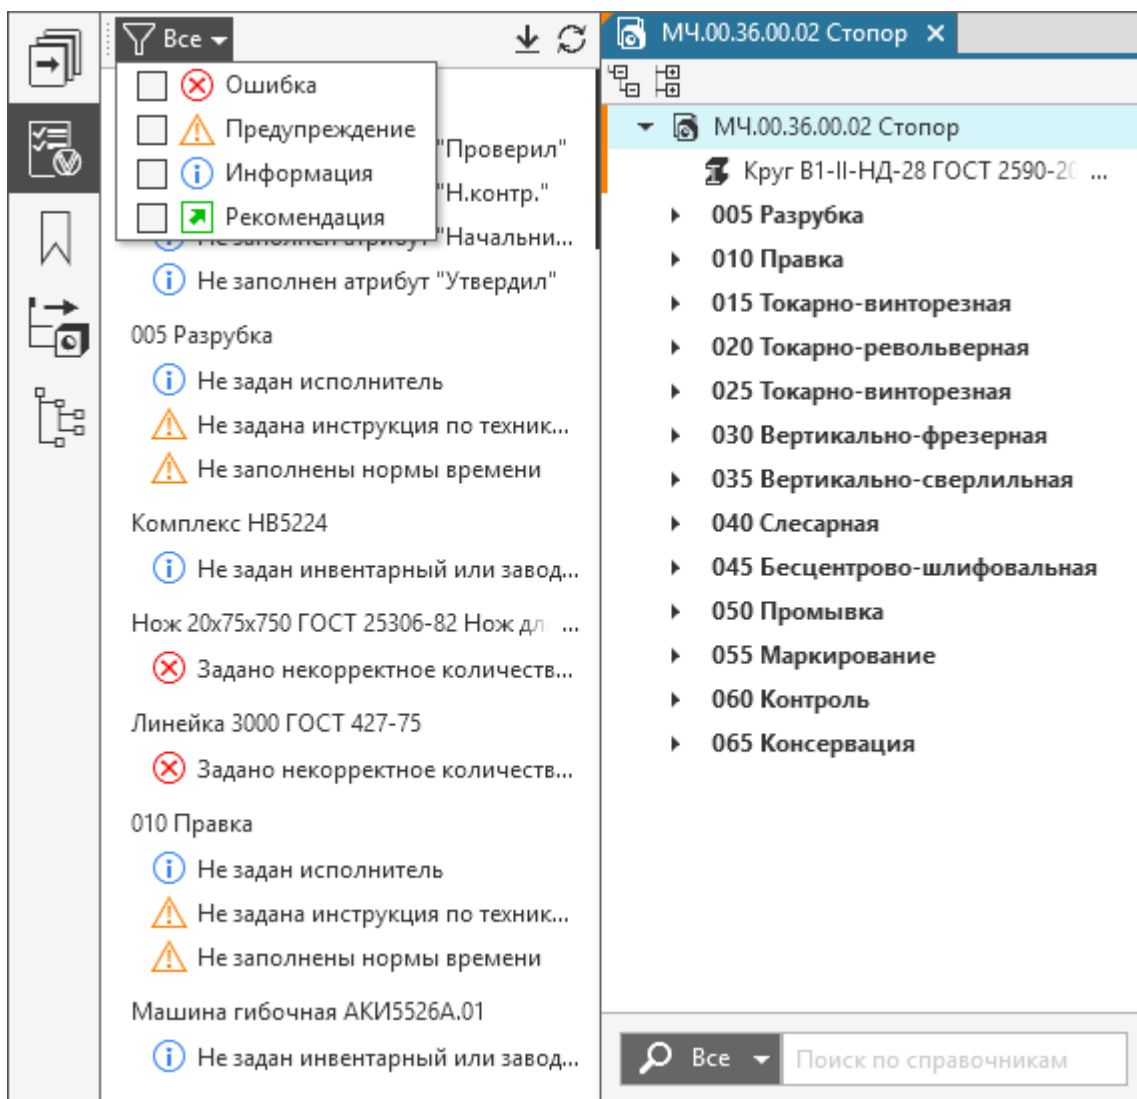 Все
Ошибка
Предупреждение
Информация
Рекомендация
"Проверил"
"Н.контр."
Не заполнен атрибут "Начальни...
Не заполнен атрибут "Утвердил"
005 Разрубка
Не задан исполнитель
Не задана инструкция по техник...
Не заполнены нормы времени
Комплекс НВ5224
Не задан инвентарный или завод...
Нож 20х75х750 ГОСТ 25306-82 Нож дл ...
Задано некорректное количеств...
Линейка 3000 ГОСТ 427-75
Задано некорректное количеств...
010 Правка
Не задан исполнитель
Не задана инструкция по техник...
Не заполнены нормы времени
Машина гибочная АКИ5526А.01
Не задан инвентарный или завод...
МЧ.00.36.00.02 Стопор
МЧ.00.36.00.02 Стопор
Круг В1-II-НД-28 ГОСТ 2590-20 ...
005 Разрубка
010 Правка
015 Токарно-винторезная
020 Токарно-револьверная
025 Токарно-винторезная
030 Вертикально-фрезерная
035 Вертикально-сверлильная
040 Слесарная
045 Бесцентрово-шлифовальная
050 Промывка
055 Маркирование
060 Контроль
065 Консервация
Все
Поиск по справочникам